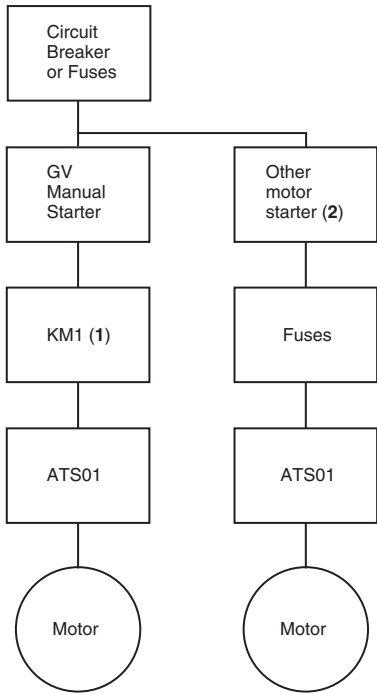 Circuit
Breaker
or Fuses
GV
Manual
Starter
Other
motor
starter (2)
KM1 (1)
Fuses
ATS01
ATS01
Motor
Motor